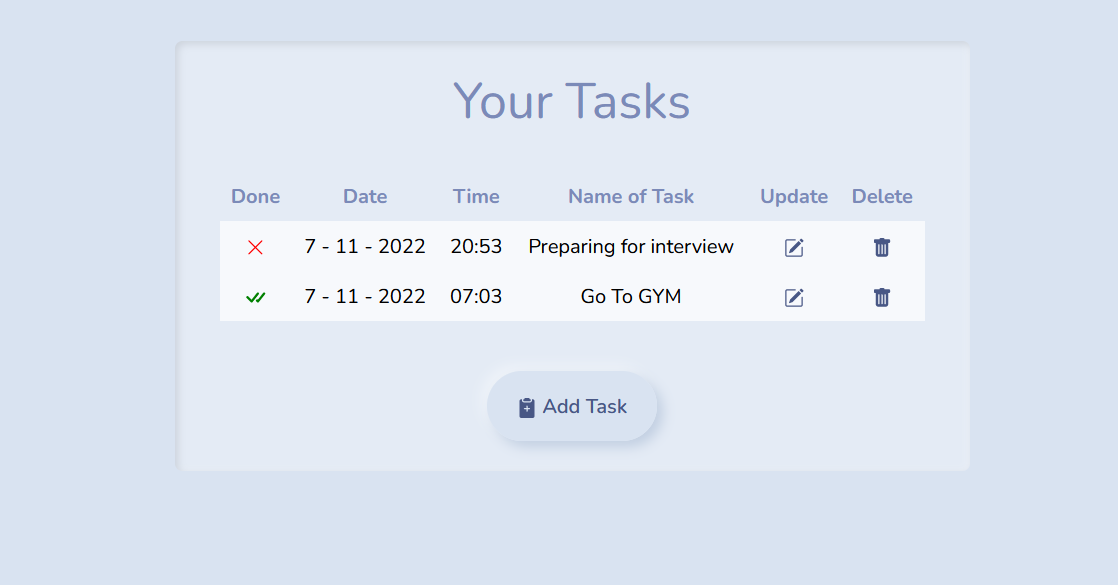 Your Tasks
Done Date Time Name of Task Update Delete
7 - 11 - 2022 20:53 Preparing for interview
7 - 11 - 2022 07:03 Go To GYM
Add Task